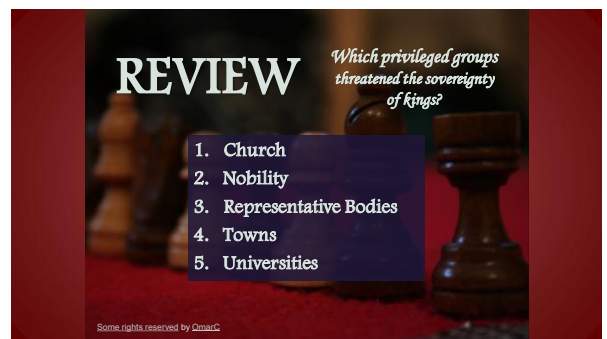 REVIEW
Which privileged groups
threatened the sovereignty
of kings?
1. Church
2. Nobility
3. Representative Bodies
4. Towns
5. Universities
Some rights reserved by OmarC